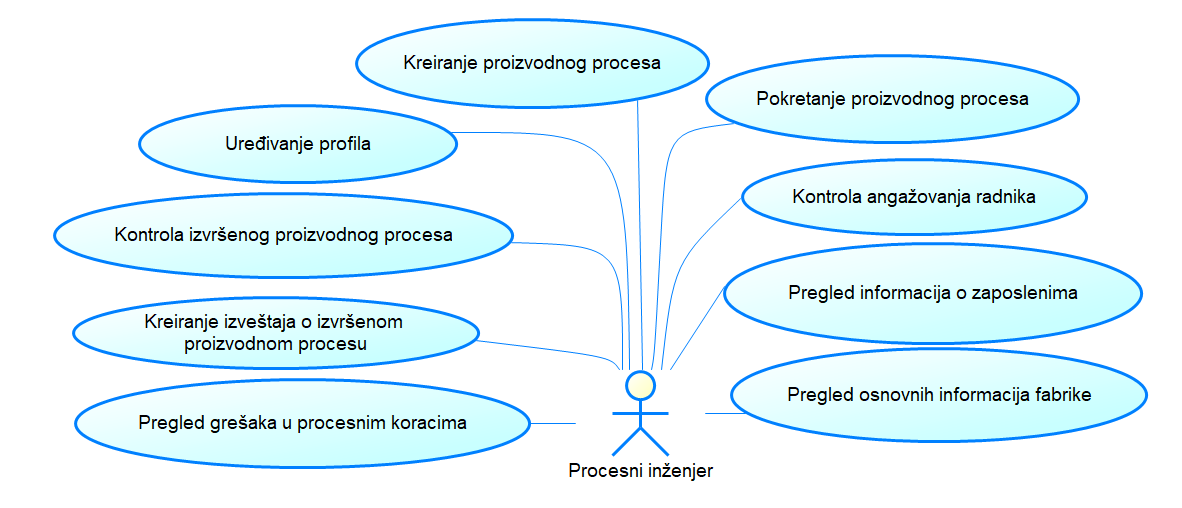 Kreiranje proizvodnog procesa
Pokretanje proizvodnog procesa
Uređivanje profila
Kontrola angažovanja radnika
Kontrola izvršenog proizvodnog procesa
Pregled informacija o zaposlenima
Kreiranje izveštaja o izvršenom
proizvodnom procesu
Pregled osnovnih informacija fabrike
Pregled grešaka u procesnim koracima
Procesni inženjer